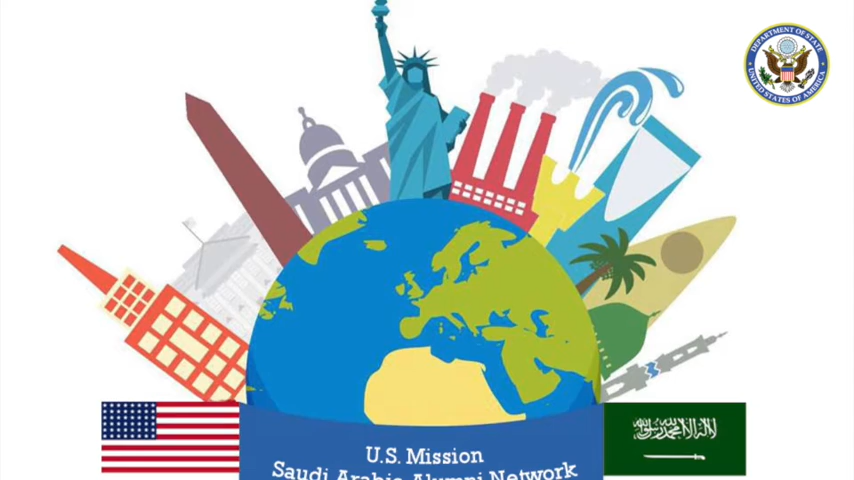 DEPARTMENT OF STATE
UNITED STATES OF AMERICA
U.S. Mission
Saudi Arabia Alumni Network
لا إله إلا الله محمد رسول الله